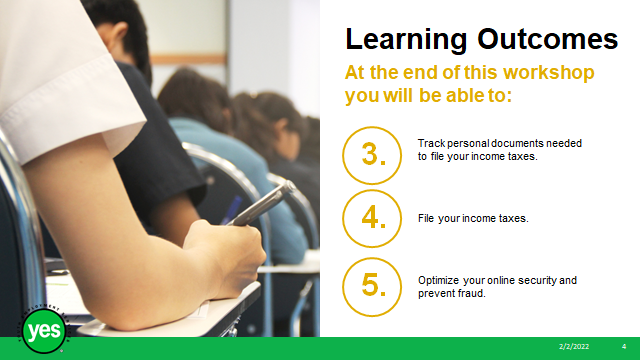 Learning Outcomes
At the end of this workshop
you will be able to:
3.
Track personal documents needed
to file your income taxes.
4.
File your income taxes.
5.
Optimize your online security and
prevent fraud.
yes
2/2/2022
4